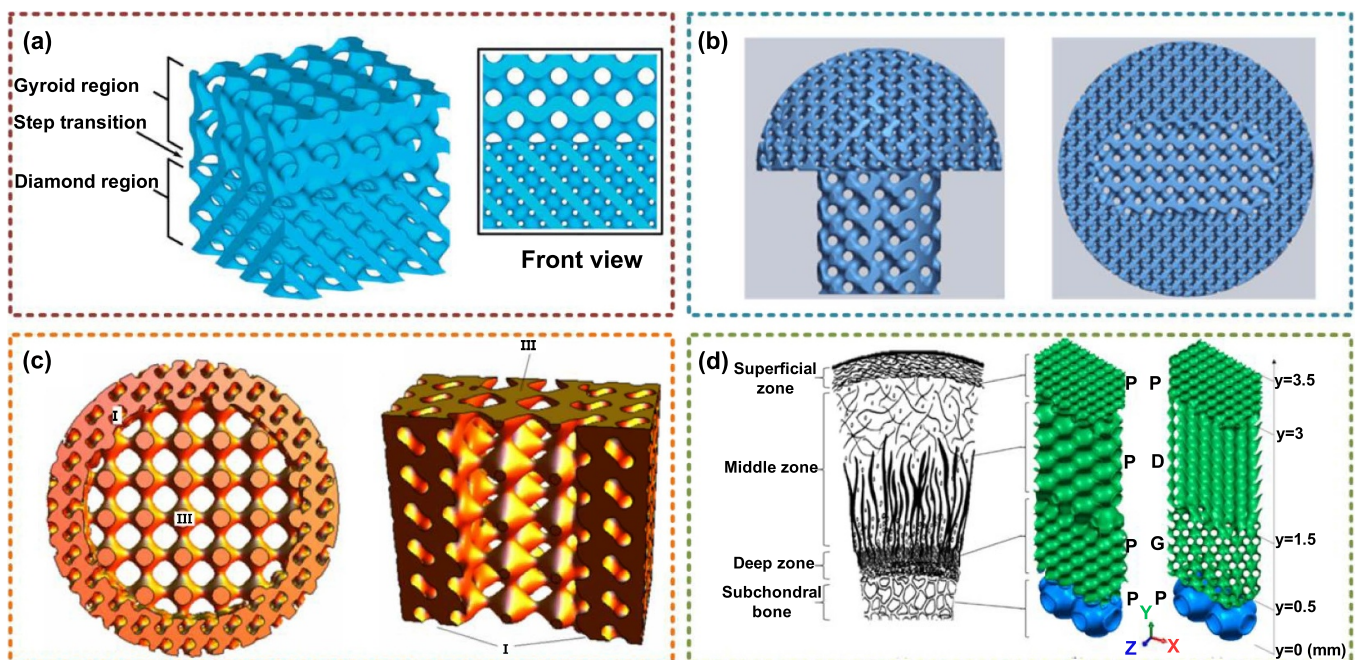 (a)
Gyroid region
Step transition
Diamond region
Front view
(b)
(c)
I
III
III
I
(d)
Superficial
zone
Middle zone
Deep zone
Subchondral
bone
P P
P D
P G
P P
Y
Z X
y=3.5
y=3
y=1.5
y=0.5
y=0 (mm)